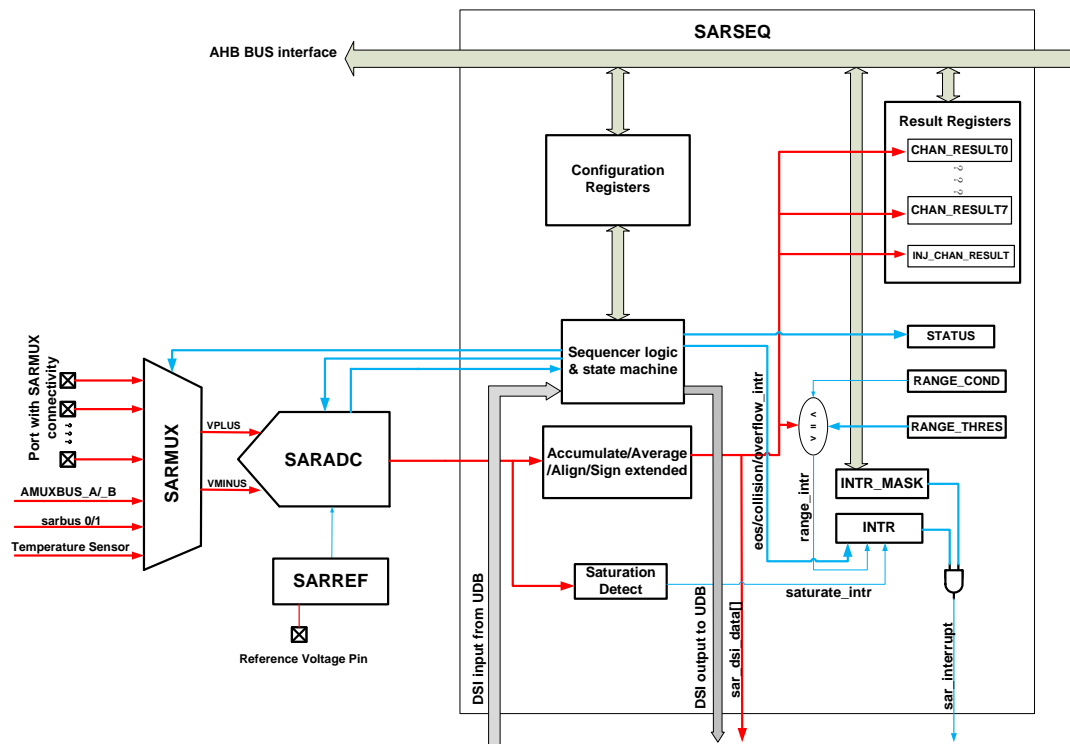 SARSEQ
AHB BUS interface
Result Registers
CHAN_RESULT0
? ? ?
CHAN_RESULT7
INJ_CHAN_RESULT
Configuration
Registers
Sequencer logic
& state machine
STATUS
RANGE_COND
RANGE_THRES
< = >
Port with SARMUX
connectivity
SARMUX
VPLUS
VMINUS
SARADC
AMUXBUS_A/_B
sarbus 0/1
Temperature Sensor
Accumulate/Average
/Align/Sign extended
eos/collision/overflow_intr
range_intr
INTR_MASK
INTR
SARREF
Saturation
Detect
saturate_intr
Reference Voltage Pin
DSI input from UDB
DSI output to UDB
sar_dsi_data[]
sar_interrupt